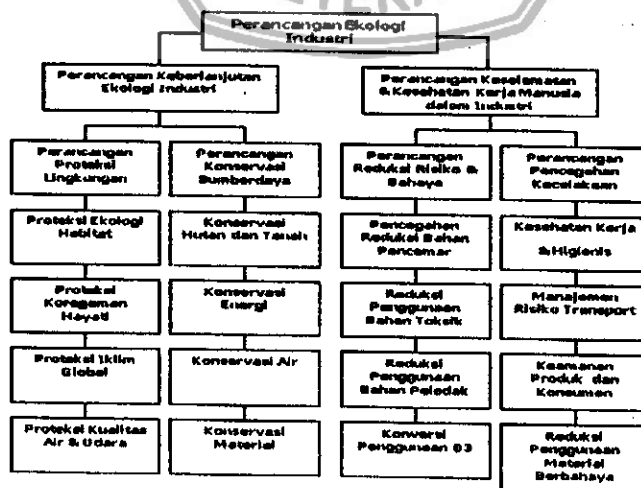 Perancangan Ekologi
Industri
Perancangan Keberlanjutan
Ekologi Industri
Perancangan Keselamatan
& Kesehatan Kerja Manusia
dalam Industri
Perancangan
Proteksi
Lingkungan
Proteksi Ekologi
Habitat
Proteksi
Keragaman
Hayati
Proteksi Iklim
Global
Proteksi Kualitas
Air & Udara
Perancangan
Konservasi
Sumberdaya
Konservasi
Hutan dan Tanah
Konservasi
Energi
Konservasi Air
Konservasi
Material
Perancangan
Reduksi Risiko &
Bahaya
Pencegahan
Reduksi Bahan
Pencemar
Reduksi
Penggunaan
Bahan Toksik
Reduksi
Penggunaan
Bahan Peledak
Konversi
Penggunaan
Perancangan
Pencegahan
Kecelakaan
Kesehatan Kerja
& Higienis
Manajemen
Risiko Transport
Keamanan
Produk dan
Konsumen
Reduksi
Penggunaan
Material
Berbahaya